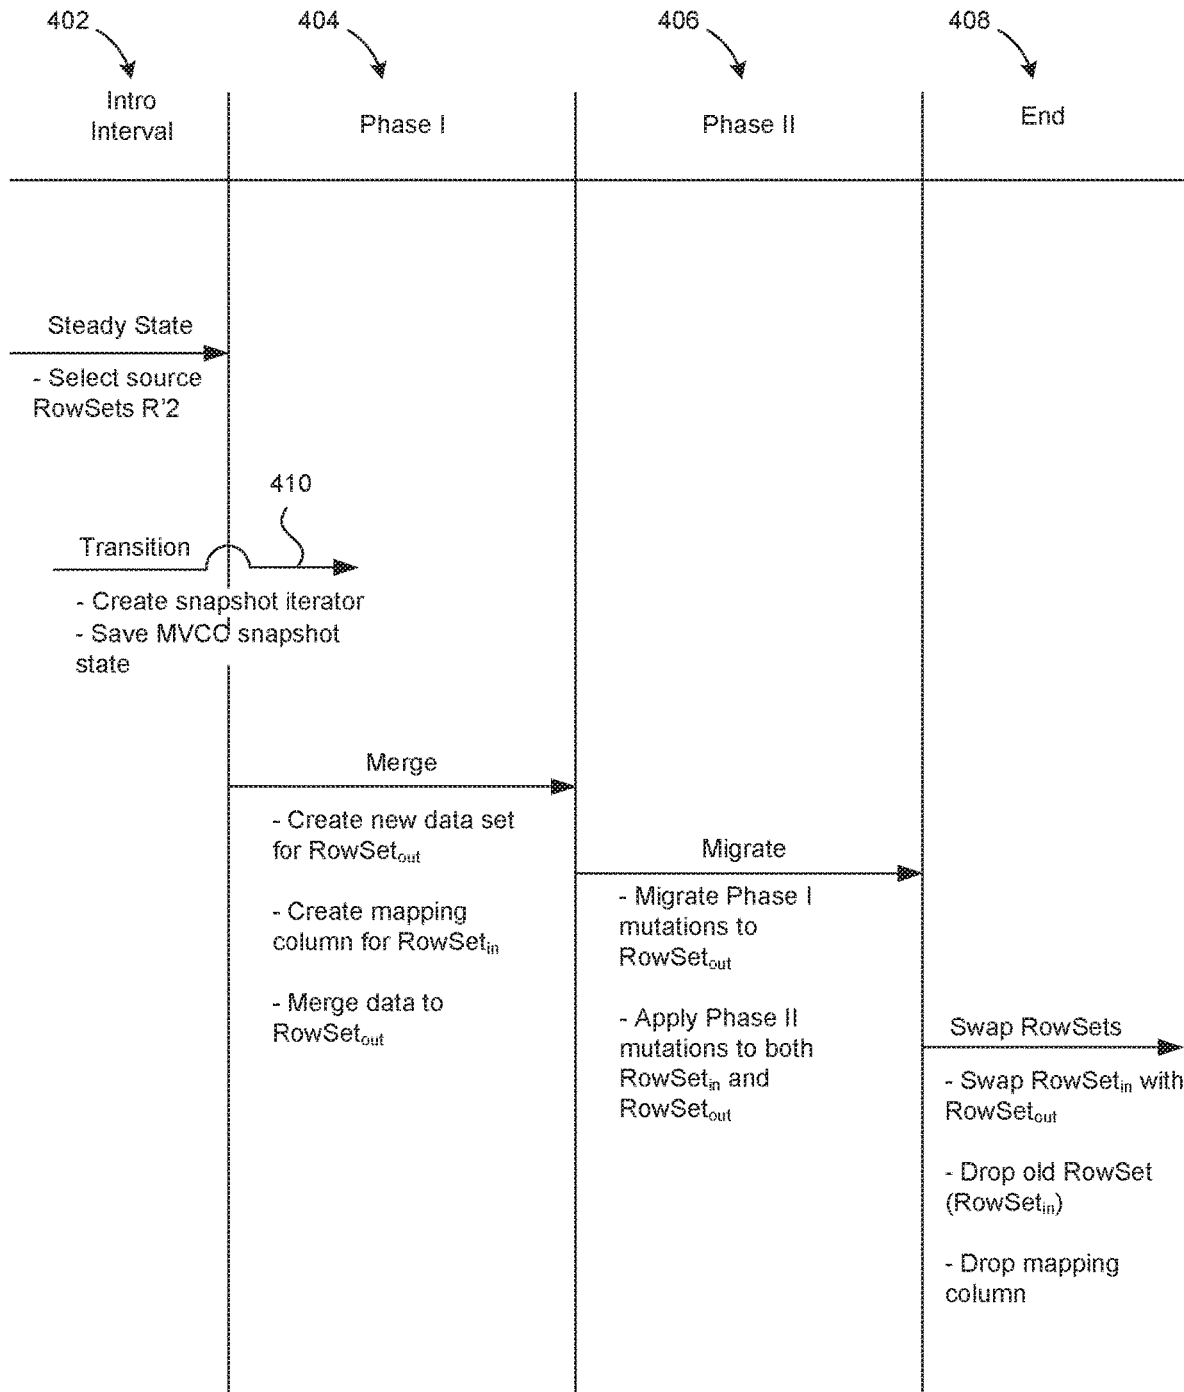 402
404
406
408
Intro
Interval
Phase I
Phase II
End
Steady State
- Select source
RowSets R'2
410
Transition
- Create snapshot iterator
- Save MVCO snapshot
state
Merge
- Create new data set
for RowSetout
- Create mapping
column for RowSetin
- Merge data to
RowSetout
Migrate
- Migrate Phase I
mutations to
RowSetout
- Apply Phase II
mutations to both
RowSetin and
RowSetout
Swap RowSets
- Swap RowSetin with
RowSetout
- Drop old RowSet
(RowSetin)
- Drop mapping
column